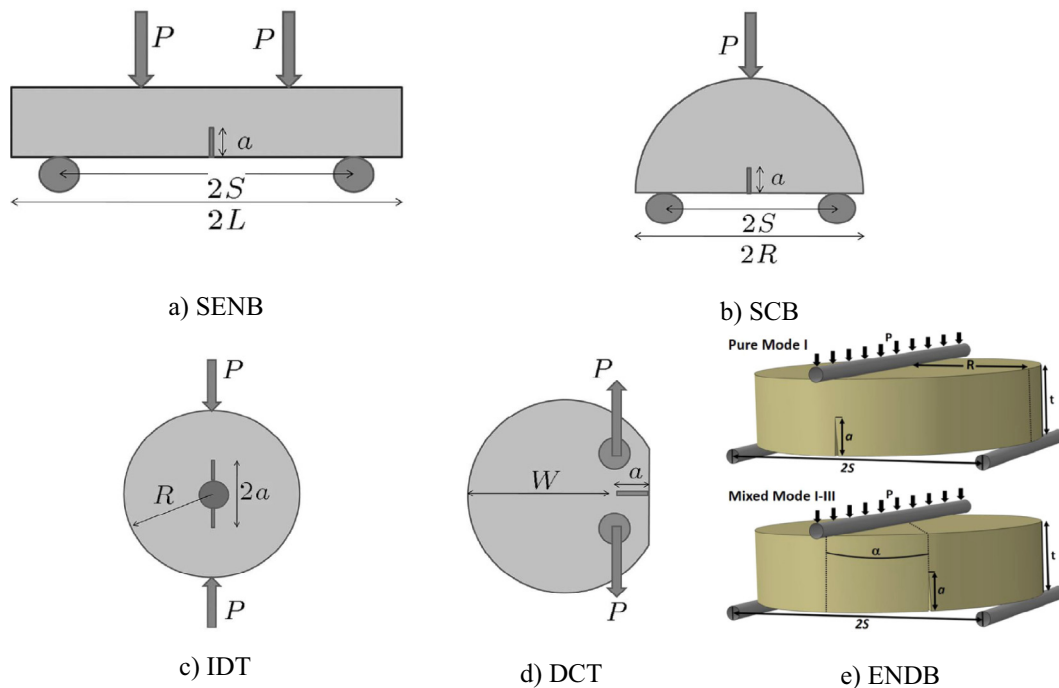 P P
a
2S
2L
a) SENB
P
a
2S
2R
b) SCB
P
R
2a
P
c) IDT
P
W
a
P
d) DCT
Pure Mode I
P
R
t
a
2S
Mixed Mode I-III
P
α
t
a
2S
e) ENDB